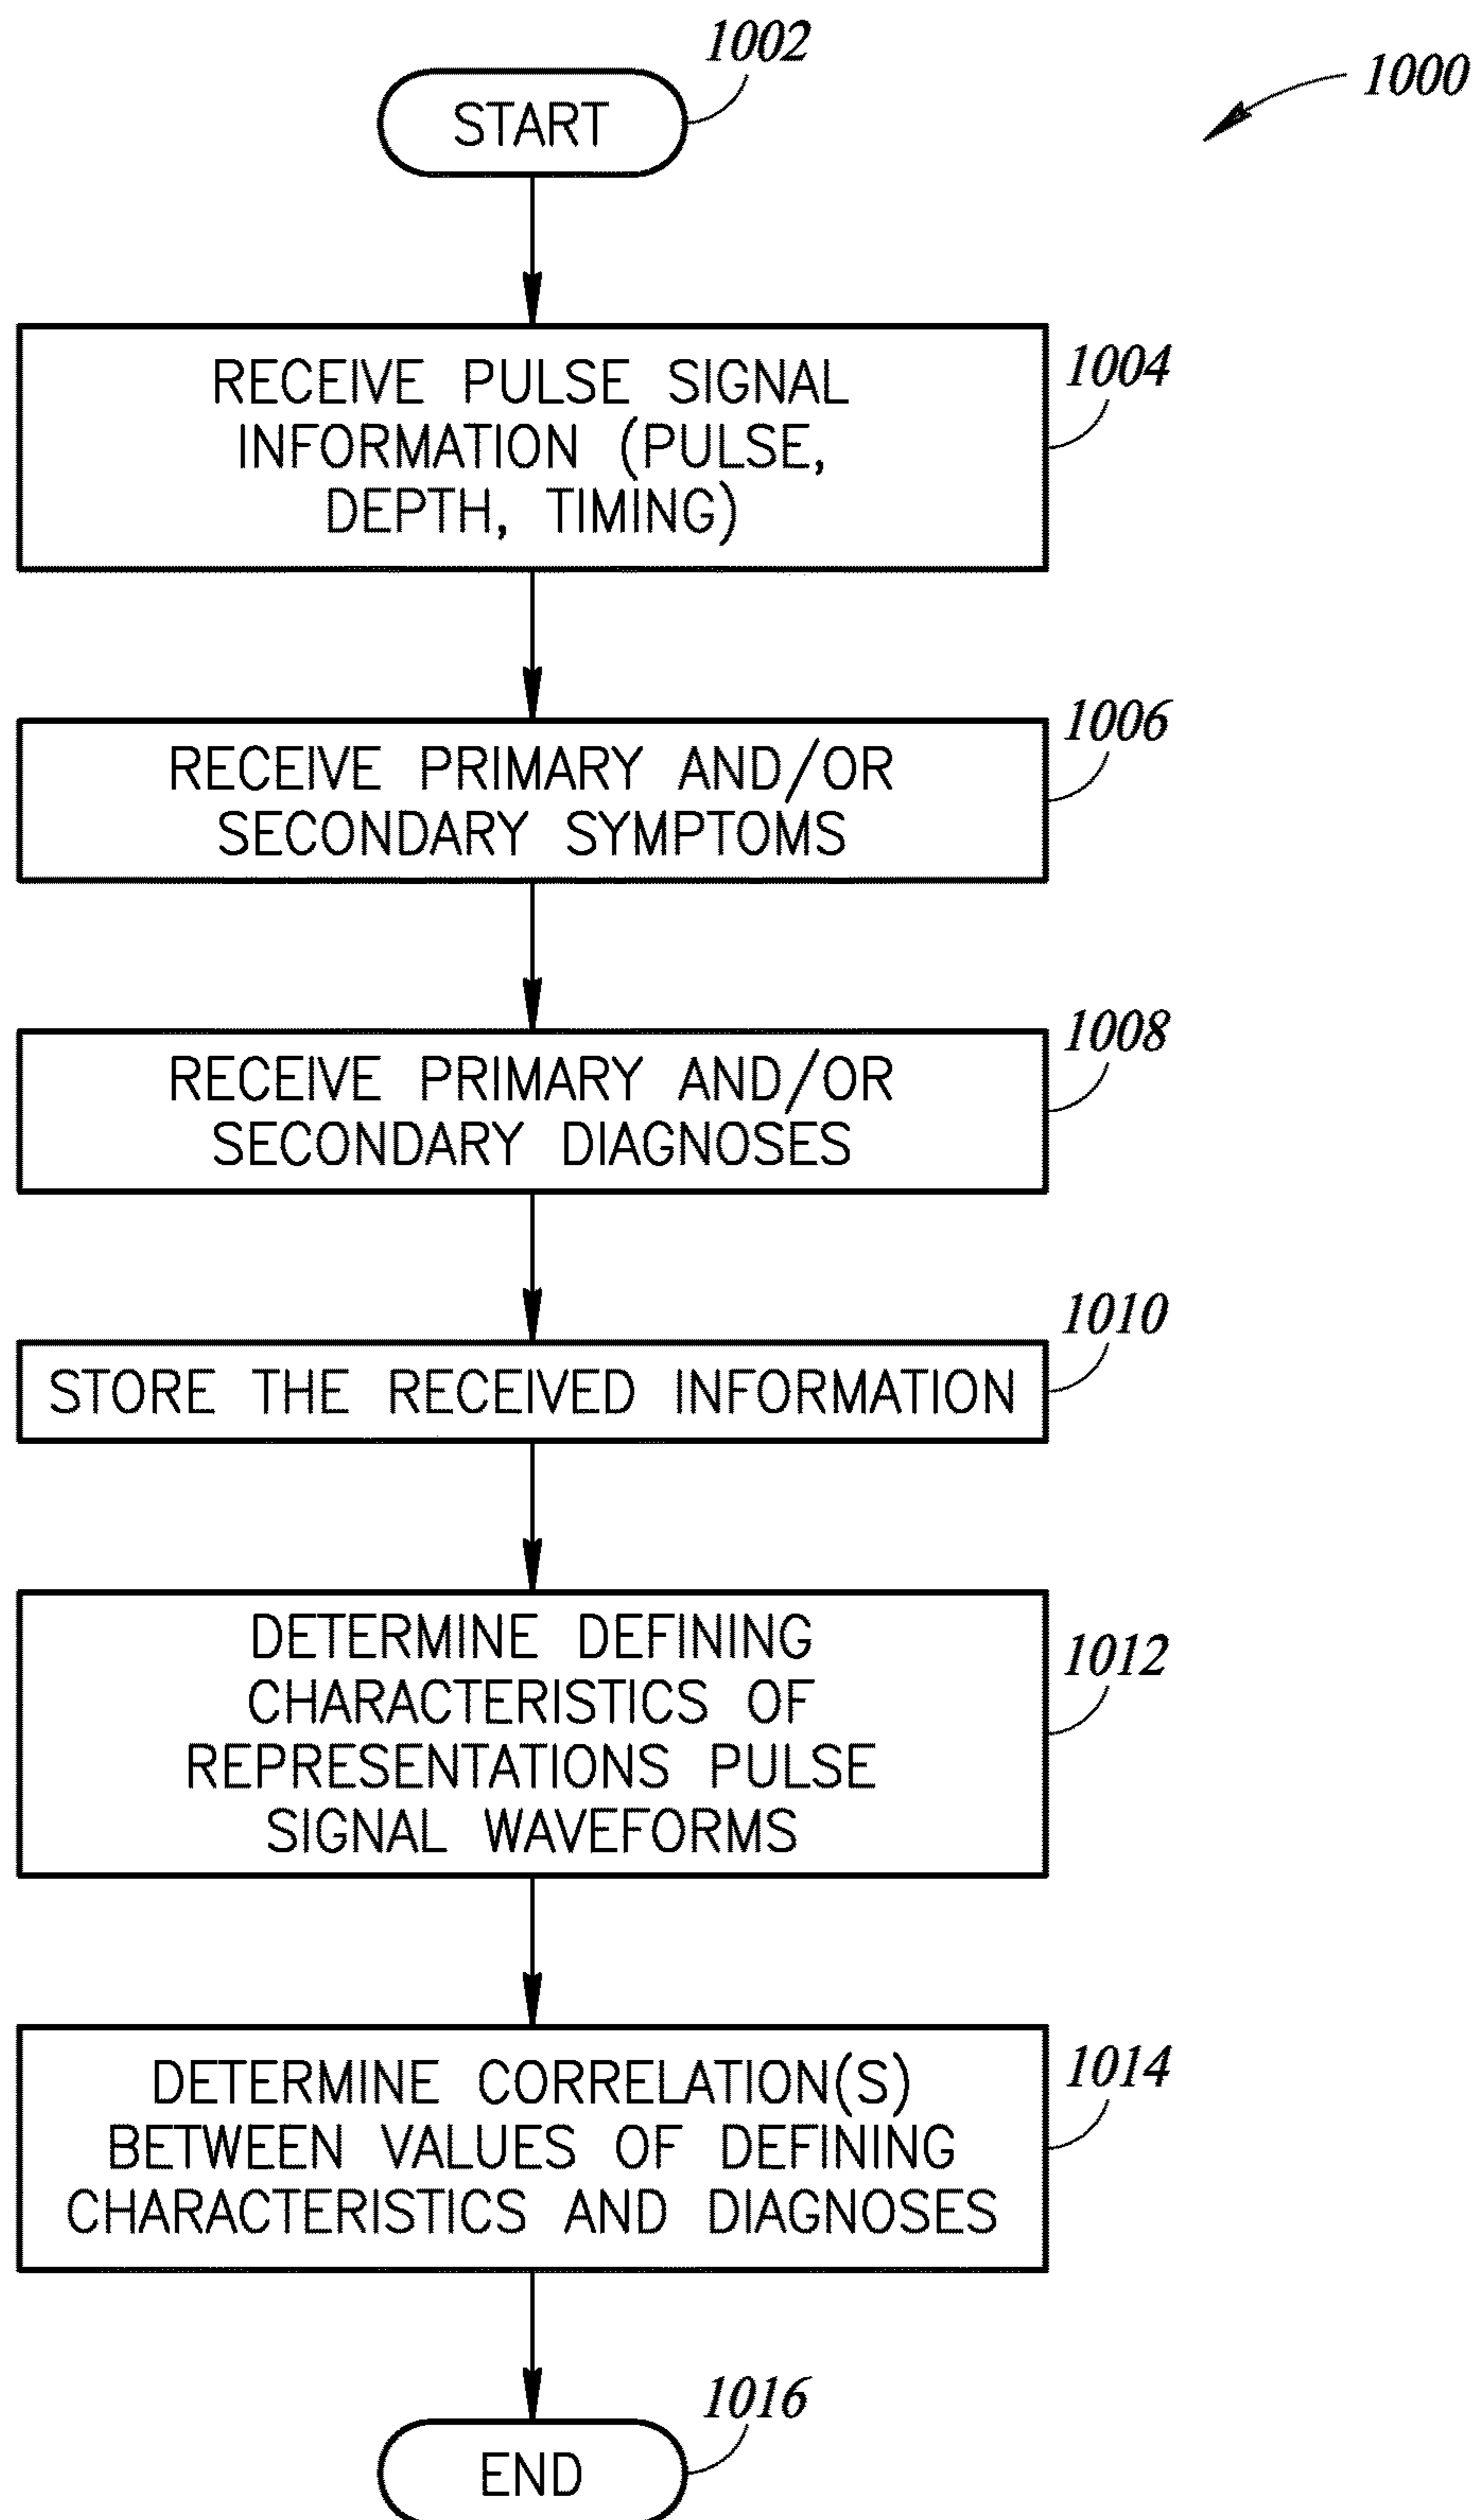 1002
1000
START
1004
RECEIVE PULSE SIGNAL
INFORMATION (PULSE,
DEPTH, TIMING)
1006
RECEIVE PRIMARY AND/OR
SECONDARY SYMPTOMS
1008
RECEIVE PRIMARY AND/OR
SECONDARY DIAGNOSES
1010
STORE THE RECEIVED INFORMATION
1012
DETERMINE DEFINING
CHARACTERISTICS OF
REPRESENTATIONS PULSE
SIGNAL WAVEFORMS
1014
DETERMINE CORRELATION(S)
BETWEEN VALUES OF DEFINING
CHARACTERISTICS AND DIAGNOSES
1016
END